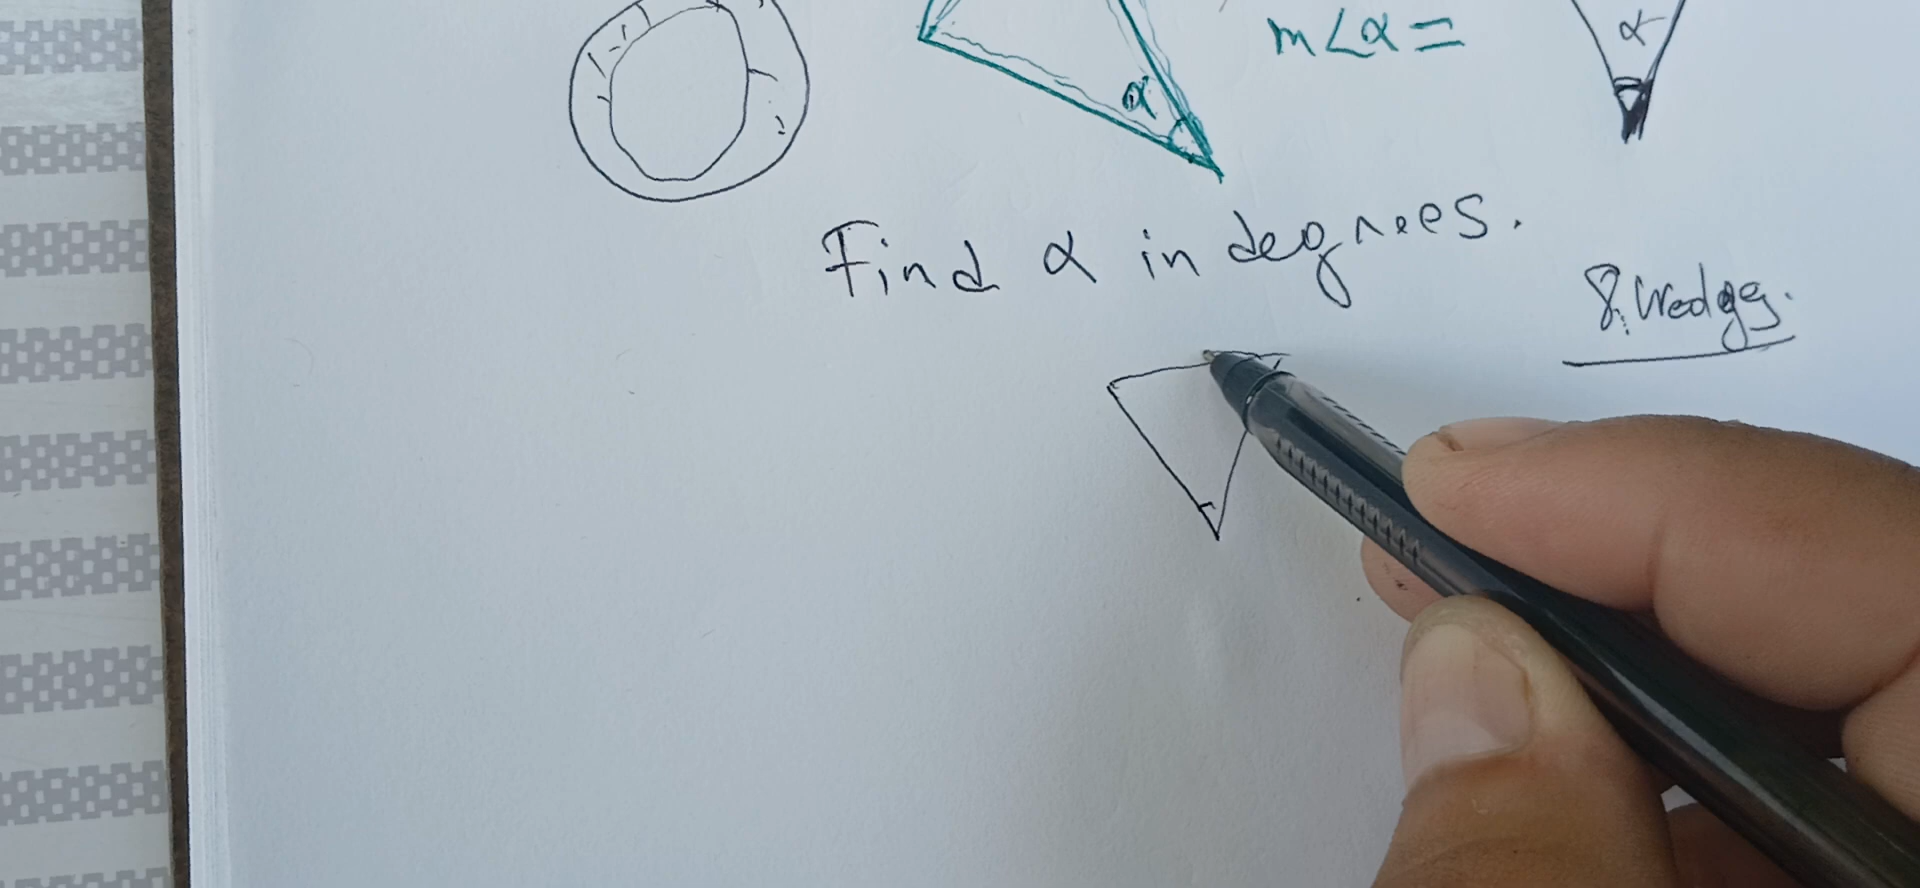 m∠α =
α
α
Find α in degrees.
8. wedges.